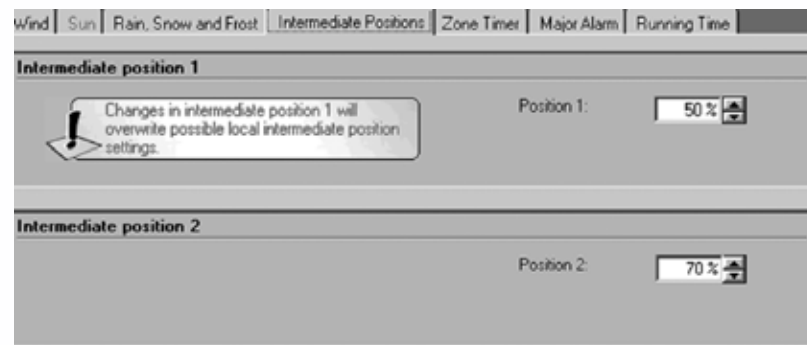 Wind Sun Rain, Snow and Frost Intermediate Positions Zone Timer Major Alarm Running Time
Intermediate position 1
Changes in intermediate position 1 will
overwrite possible local intermediate position
settings.
Position 1: 50 %
Intermediate position 2
Position 2: 70 %